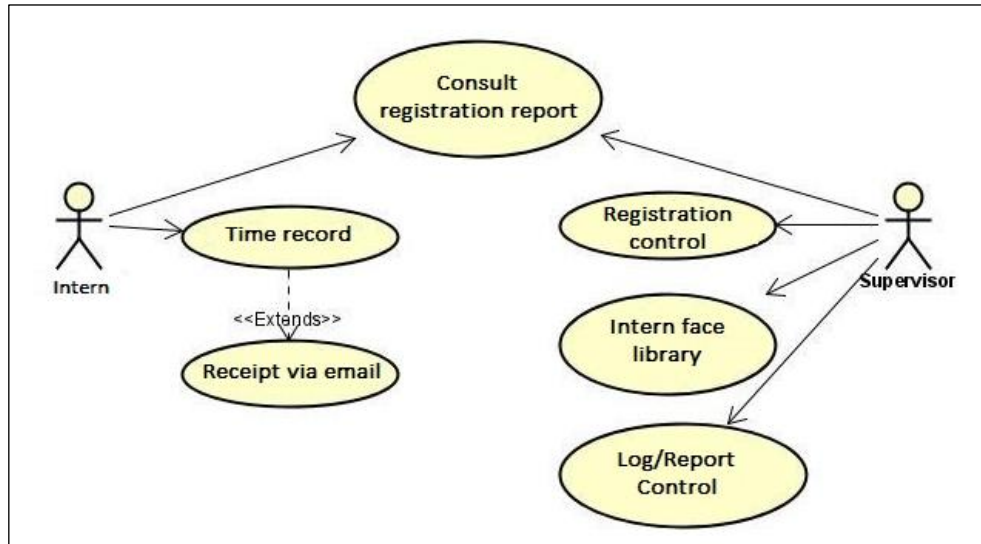 Consult
registration report
Time record
Registration
control
Intern
Supervisor
<<Extends>>
Intern face
library
Receipt via email
Log/Report
Control